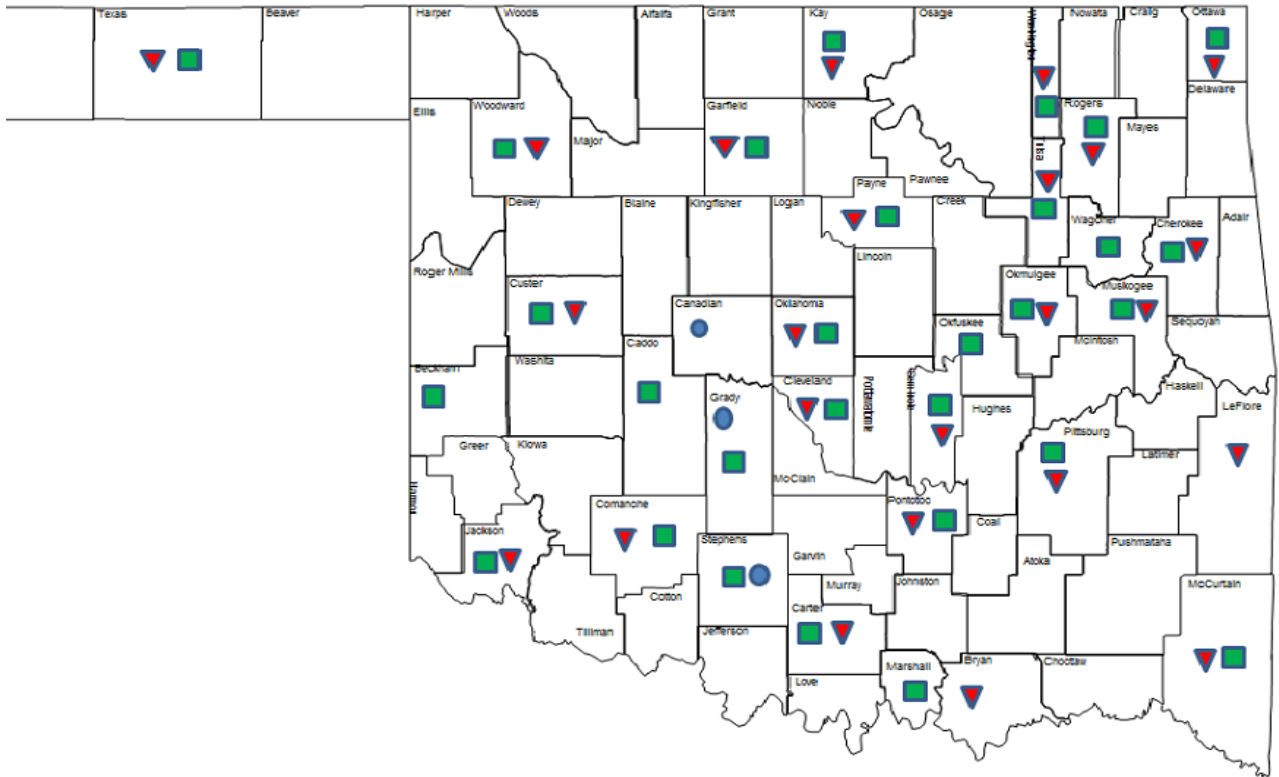 Texas
Beaver
Harper
Woods
Alfalfa
Grant
Kay
Osage
Washington
Nowata
Craig
Ottawa
Ellis
Woodward
Major
Garfield
Noble
Rogers
Delaware
Mayes
Tulsa
Payne
Pawnee
Dewey
Blaine
Kingfisher
Logan
Creek
Wagoner
Cherokee
Adair
Roger Mills
Custer
Lincoln
Canadian
Oklahoma
Okmulgee
Muskogee
Okfuskee
Sequoyah
Caddo
McIntosh
Beckham
Washita
Cleveland
Pottawatomie
Seminole
Haskell
Grady
Hughes
LeFlore
Greer
Kiowa
Pittsburg
Latimer
Harmon
McClain
Comanche
Pontotoc
Coal
Jackson
Stephens
Garvin
Atoka
Pushmataha
Cotton
Murray
Johnston
McCurtain
Tillman
Jefferson
Carter
Marshall
Bryan
Choctaw
Love